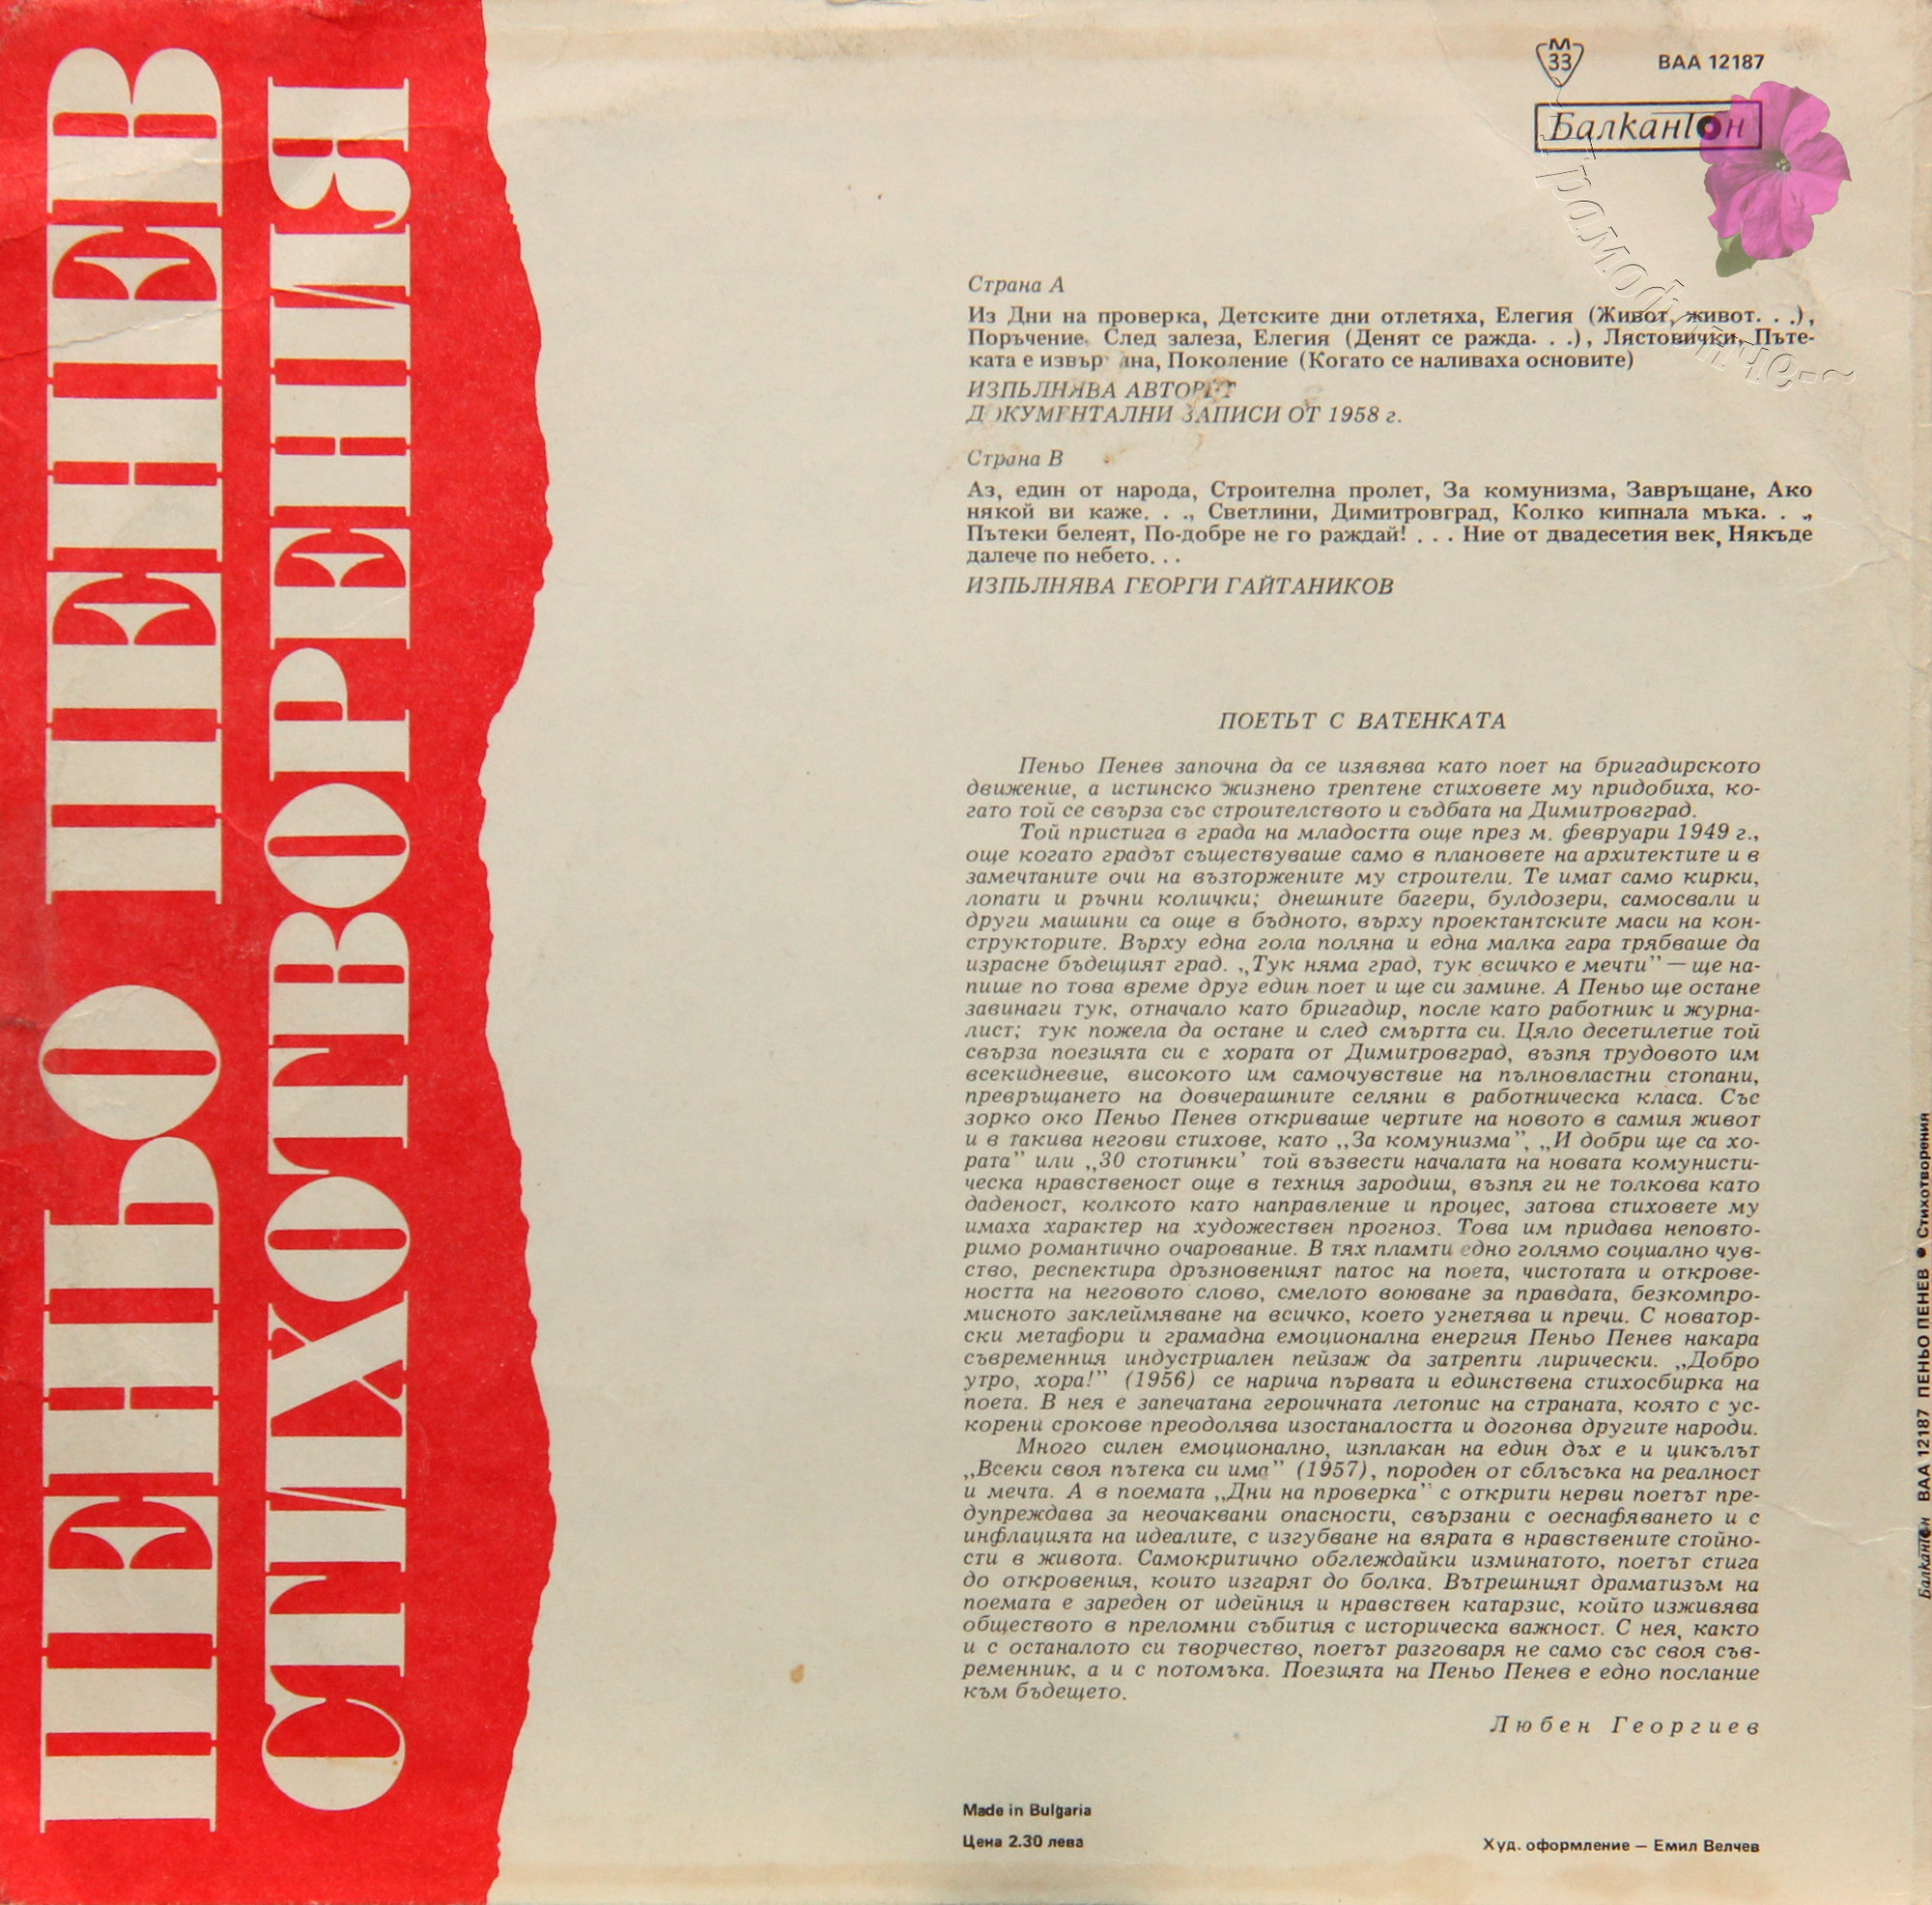 ПЕНЬО ПЕНЕВ
СТИХОТВОРЕНИЯ
М
33
ВАА 12187
Балкантон
Грамофонче
Страна А
Из Дни на проверка, Детските дни отлетяха, Елегия (Живот, живот. . .),
Поръчение, След залеза, Елегия (Денят се ражда. . .), Лястовички, Пъте-
ката е извър на, Поколение (Когато се наливаха основите)
ИЗПЪЛНЯВА АВТОРЪТ
ДОКУМЕНТАЛНИ ЗАПИСИ ОТ 1958 г.
Страна В
Аз, един от народа, Строителна пролет, За комунизма, Завръщане, Ако
някой ви каже. . ., Светлини, Димитровград, Колко кипнала мъка. . .,
Пътеки белеят, По-добре не го раждай! . . . Ние от двадесетия век, Някъде
далече по небето. . .
ИЗПЪЛНЯВА ГЕОРГИ ГАЙТАНИКОВ
ПОЕТЪТ С ВАТЕНКАТА
Пеньо Пенев започна да се изявява като поет на бригадирското
движение, а истинско жизнено трептене стиховете му придобиха, ко-
гато той се свърза със строителството и съдбата на Димитровград.
Той пристига в града на младостта още през м. февруари 1949 г.,
още когато градът съществуваше само в плановете на архитектите и в
замечтаните очи на възторжените му строители. Те имат само кирки,
лопати и ръчни колички; днешните багери, булдозери, самосвали и
други машини са още в бъдното, върху проектантските маси на кон-
структорите. Върху една гола поляна и една малка гара трябваше да
израсне бъдещият град. „Тук няма град, тук всичко е мечти” — ще на-
пише по това време друг един поет и ще си замине. А Пеньо ще остане
завинаги тук, отначало като бригадир, после като работник и журна-
лист; тук пожела да остане и след смъртта си. Цяло десетилетие той
свърза поезията си с хората от Димитровград, възпя трудовото им
всекидневие, високото им самочувствие на пълновластни стопани,
превръщането на довчерашните селяни в работническа класа. Със
зорко око Пеньо Пенев откриваше чертите на новото в самия живот
и в такива негови стихове, като „За комунизма”, „И добри ще са хо-
рата” или „30 стотинки’ той възвести началата на новата комунисти-
ческа нравственост още в техния зародиш, възпя ги не толкова като
даденост, колкото като направление и процес, затова стиховете му
имаха характер на художествен прогноз. Това им придава неповто-
римо романтично очарование. В тях пламти едно голямо социално чув-
ство, респектира дръзновеният патос на поета, чистотата и открове-
ността на неговото слово, смелото воюване за правдата, безкомпро-
мисното заклеймяване на всичко, което угнетява и пречи. С новатор-
ски метафори и грамадна емоционална енергия Пеньо Пенев накара
съвременния индустриален пейзаж да затрепти лирически. „Добро
утро, хора!” (1956) се нарича първата и единствена стихосбирка на
поета. В нея е запечатана героичната летопис на страната, която с ус-
корени срокове преодолява изостаналостта и догонва другите народи.
Много силен емоционално, изплакан на един дъх е и цикълът
„Всеки своя пътека си има” (1957), породен от сблъсъка на реалност
и мечта. А в поемата „Дни на проверка” с открити нерви поетът пре-
дупреждава за неочаквани опасности, свързани с оеснафяването и с
инфлацията на идеалите, с изгубване на вярата в нравствените стойно-
сти в живота. Самокритично обглеждайки изминатото, поетът стига
до откровения, които изгарят до болка. Вътрешният драматизъм на
поемата е зареден от идейния и нравствен катарзис, който изживява
обществото в преломни събития с историческа важност. С нея, както
и с останалото си творчество, поетът разговаря не само със своя съв-
ременник, а и с потомъка. Поезията на Пеньо Пенев е едно послание
към бъдещето.
Любен Георгиев
Made in Bulgaria
Цена 2.30 лева
Худ. оформление — Емил Велчев
Балкантон ВАА 12187 ПЕНЬО ПЕНЕВ ● Стихотворения